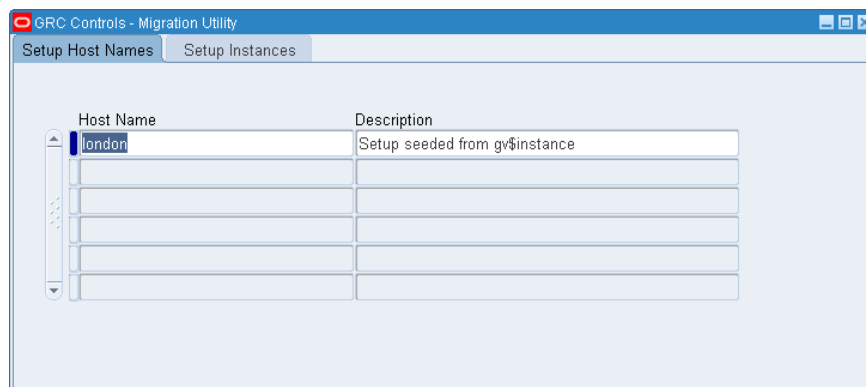 GRC Controls - Migration Utility
Setup Host Names Setup Instances
Host Name Description
london Setup seeded from gv$instance